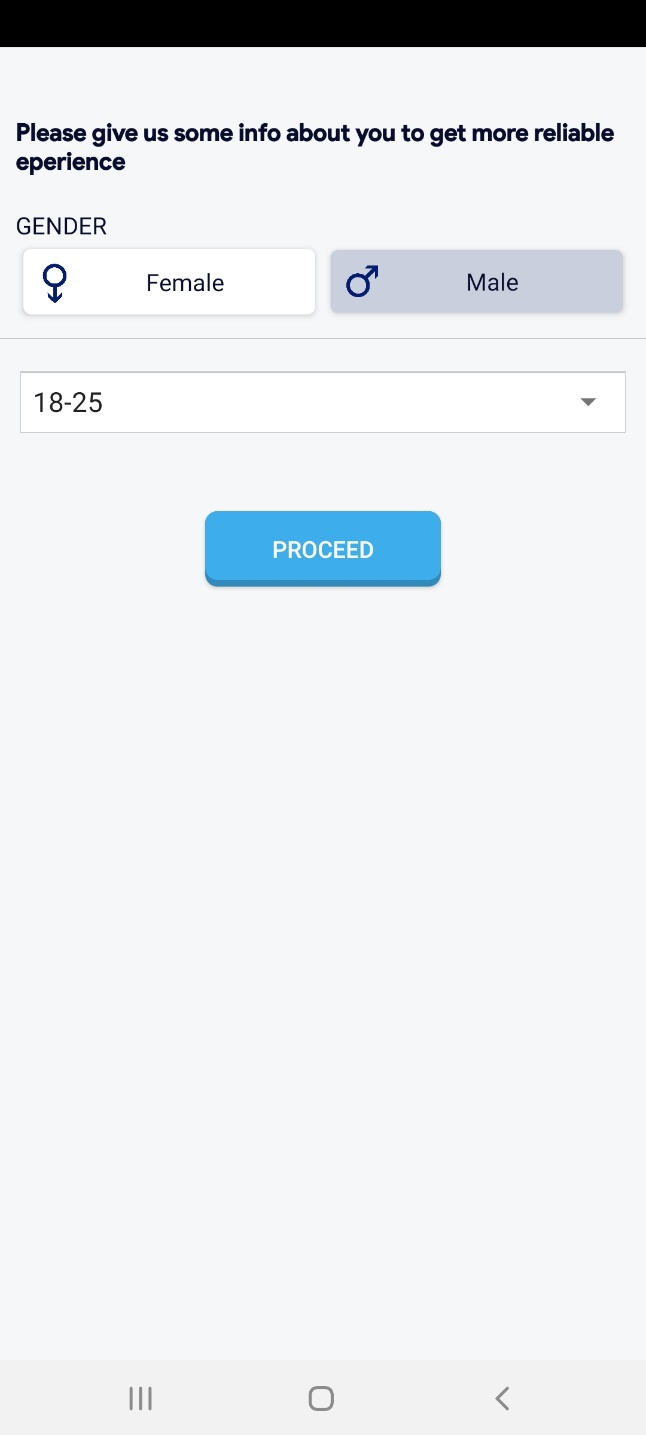 Please give us some info about you to get more reliable
eperience
GENDER
Female
Male
18-25
PROCEED